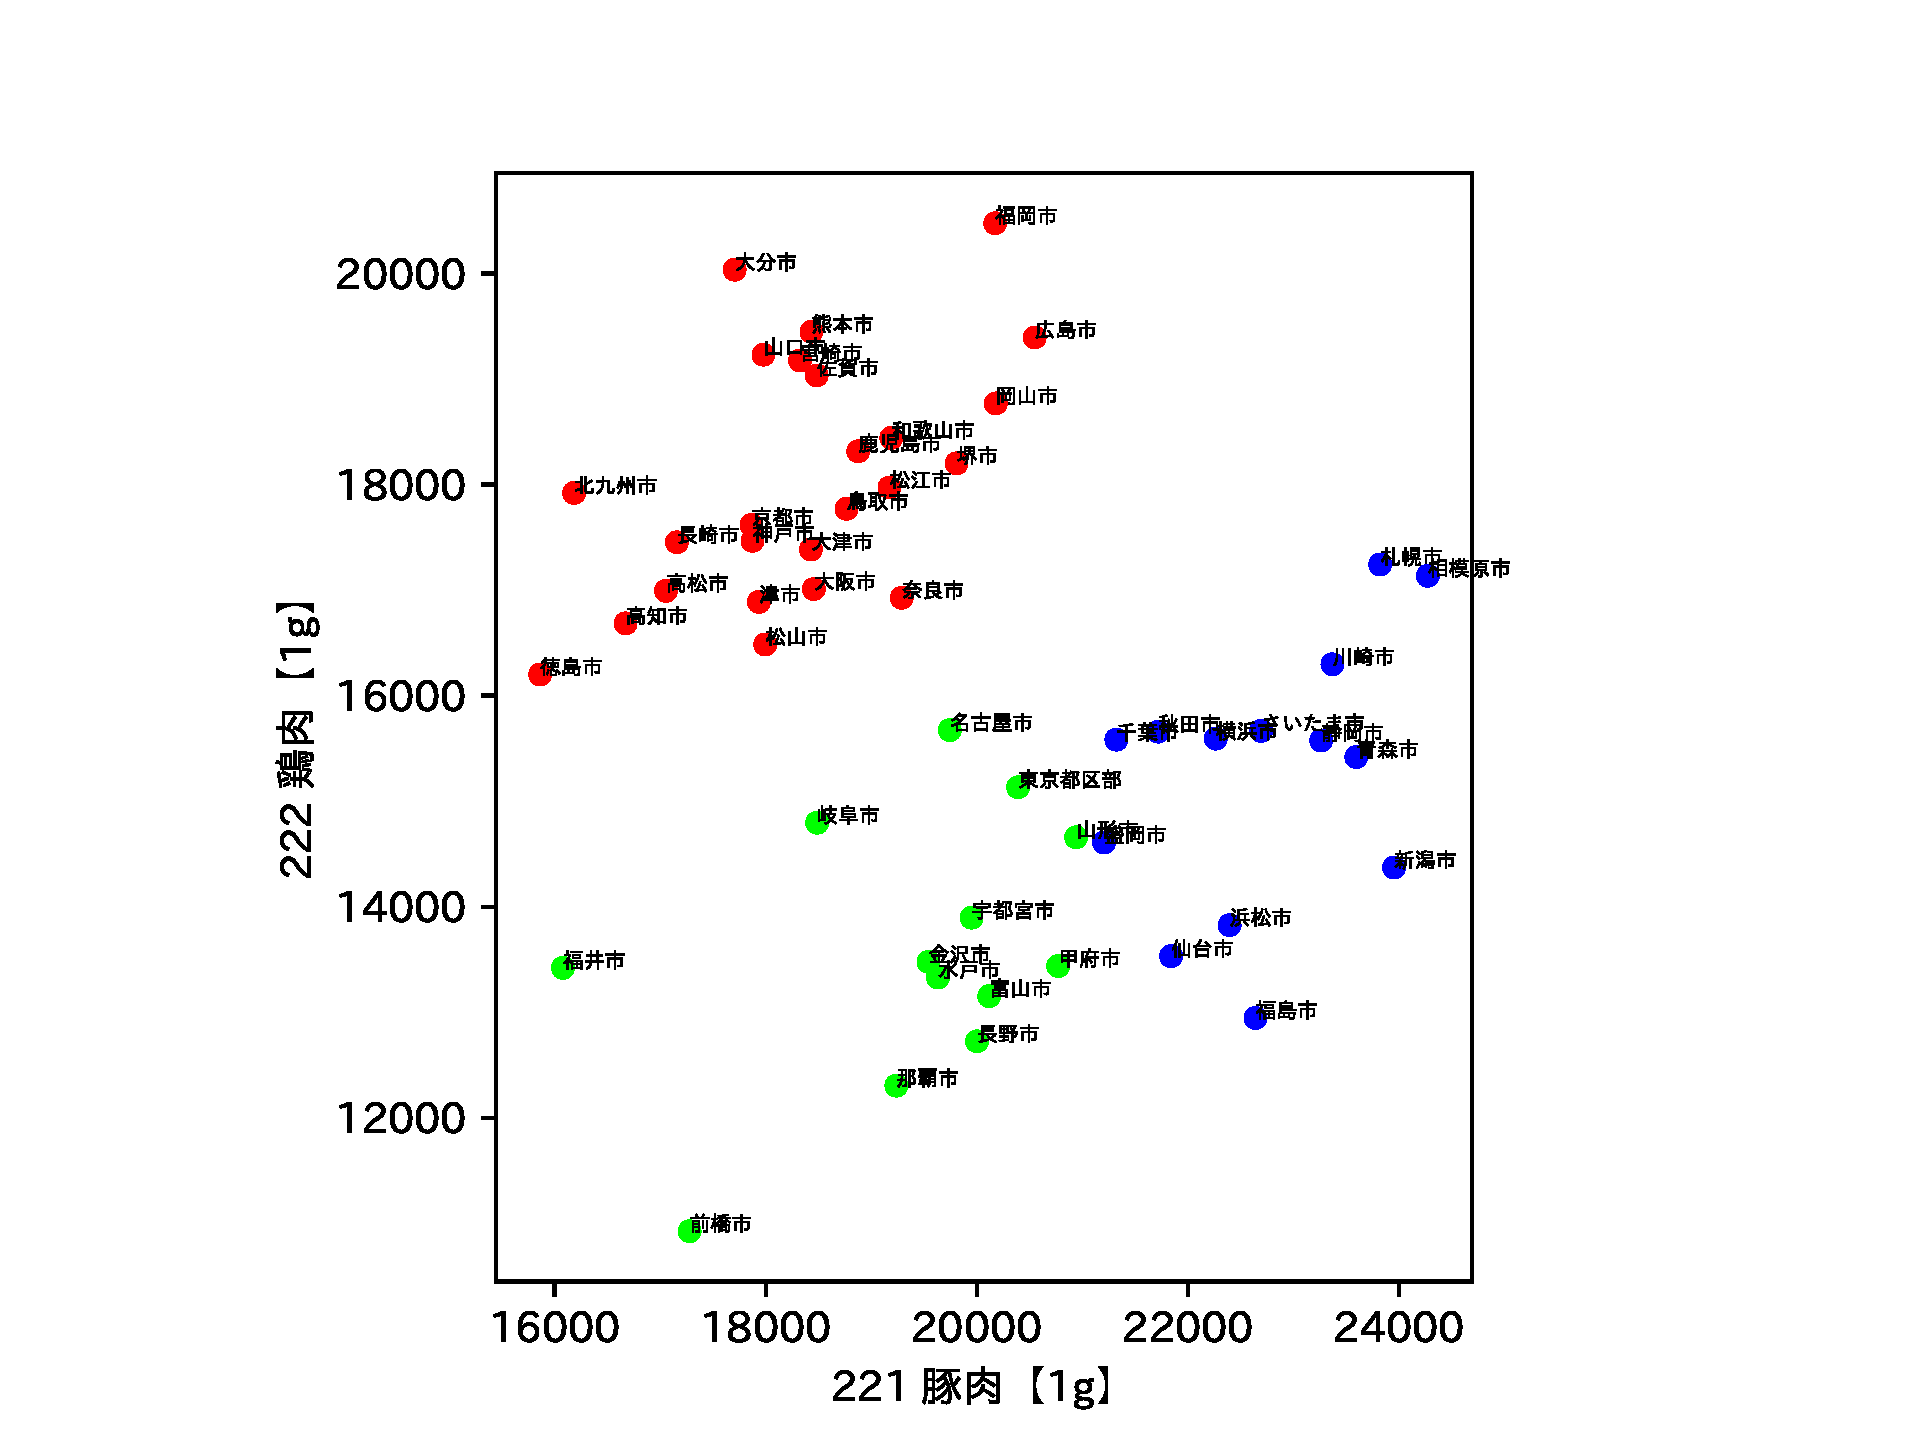 福岡市
20000
大分市
熊本市
広島市
山口市
宮崎市
佐賀市
岡山市
和歌山市
鹿児島市
堺市
18000
松江市
北九州市
鳥取市
京都市
神戸市
長崎市
大津市
札幌市
相模原市
高松市
大阪市
奈良市
津市
高知市
松山市
川崎市
徳島市
16000
名古屋市
千葉市
秋田市
横浜市
さいたま市
静岡市
青森市
東京都区部
岐阜市
山形市
盛岡市
新潟市
14000
宇都宮市
浜松市
仙台市
金沢市
水戸市
甲府市
福井市
富山市
福島市
長野市
那覇市
12000
前橋市
222 鶏肉【1g】
16000 18000 20000 22000 24000
221 豚肉【1g】